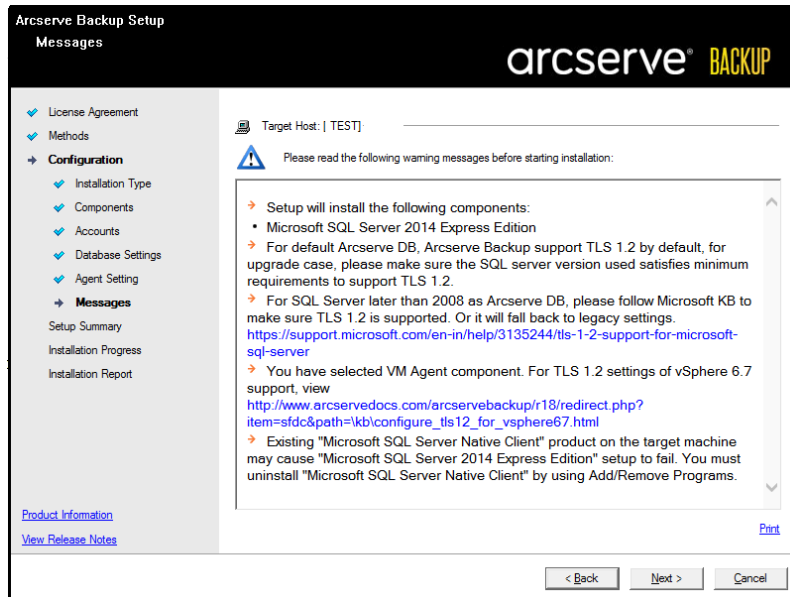 Arcserve Backup Setup
Messages
arcserve® BACKUP
License Agreement
Methods
Configuration
Installation Type
Components
Accounts
Database Settings
Agent Setting
Messages
Setup Summary
Installation Progress
Installation Report
Product Information
View Release Notes
Target Host: [ TEST]
Please read the following warning messages before starting installation:
Setup will install the following components:
• Microsoft SQL Server 2014 Express Edition
For default Arcserve DB, Arcserve Backup support TLS 1.2 by default, for
upgrade case, please make sure the SQL server version used satisfies minimum
requirements to support TLS 1.2.
For SQL Server later than 2008 as Arcserve DB, please follow Microsoft KB to
make sure TLS 1.2 is supported. Or it will fall back to legacy settings.
https://support.microsoft.com/en-in/help/3135244/tls-1-2-support-for-microsoft-
sql-server
You have selected VM Agent component. For TLS 1.2 settings of vSphere 6.7
support, view
http://www.arcservedocs.com/arcservebackup/r18/redirect.php?
item=sfdc&path=\kb\configure_tls12_for_vsphere67.html
Existing "Microsoft SQL Server Native Client" product on the target machine
may cause "Microsoft SQL Server 2014 Express Edition" setup to fail. You must
uninstall "Microsoft SQL Server Native Client" by using Add/Remove Programs.
Print
< Back
Next >
Cancel